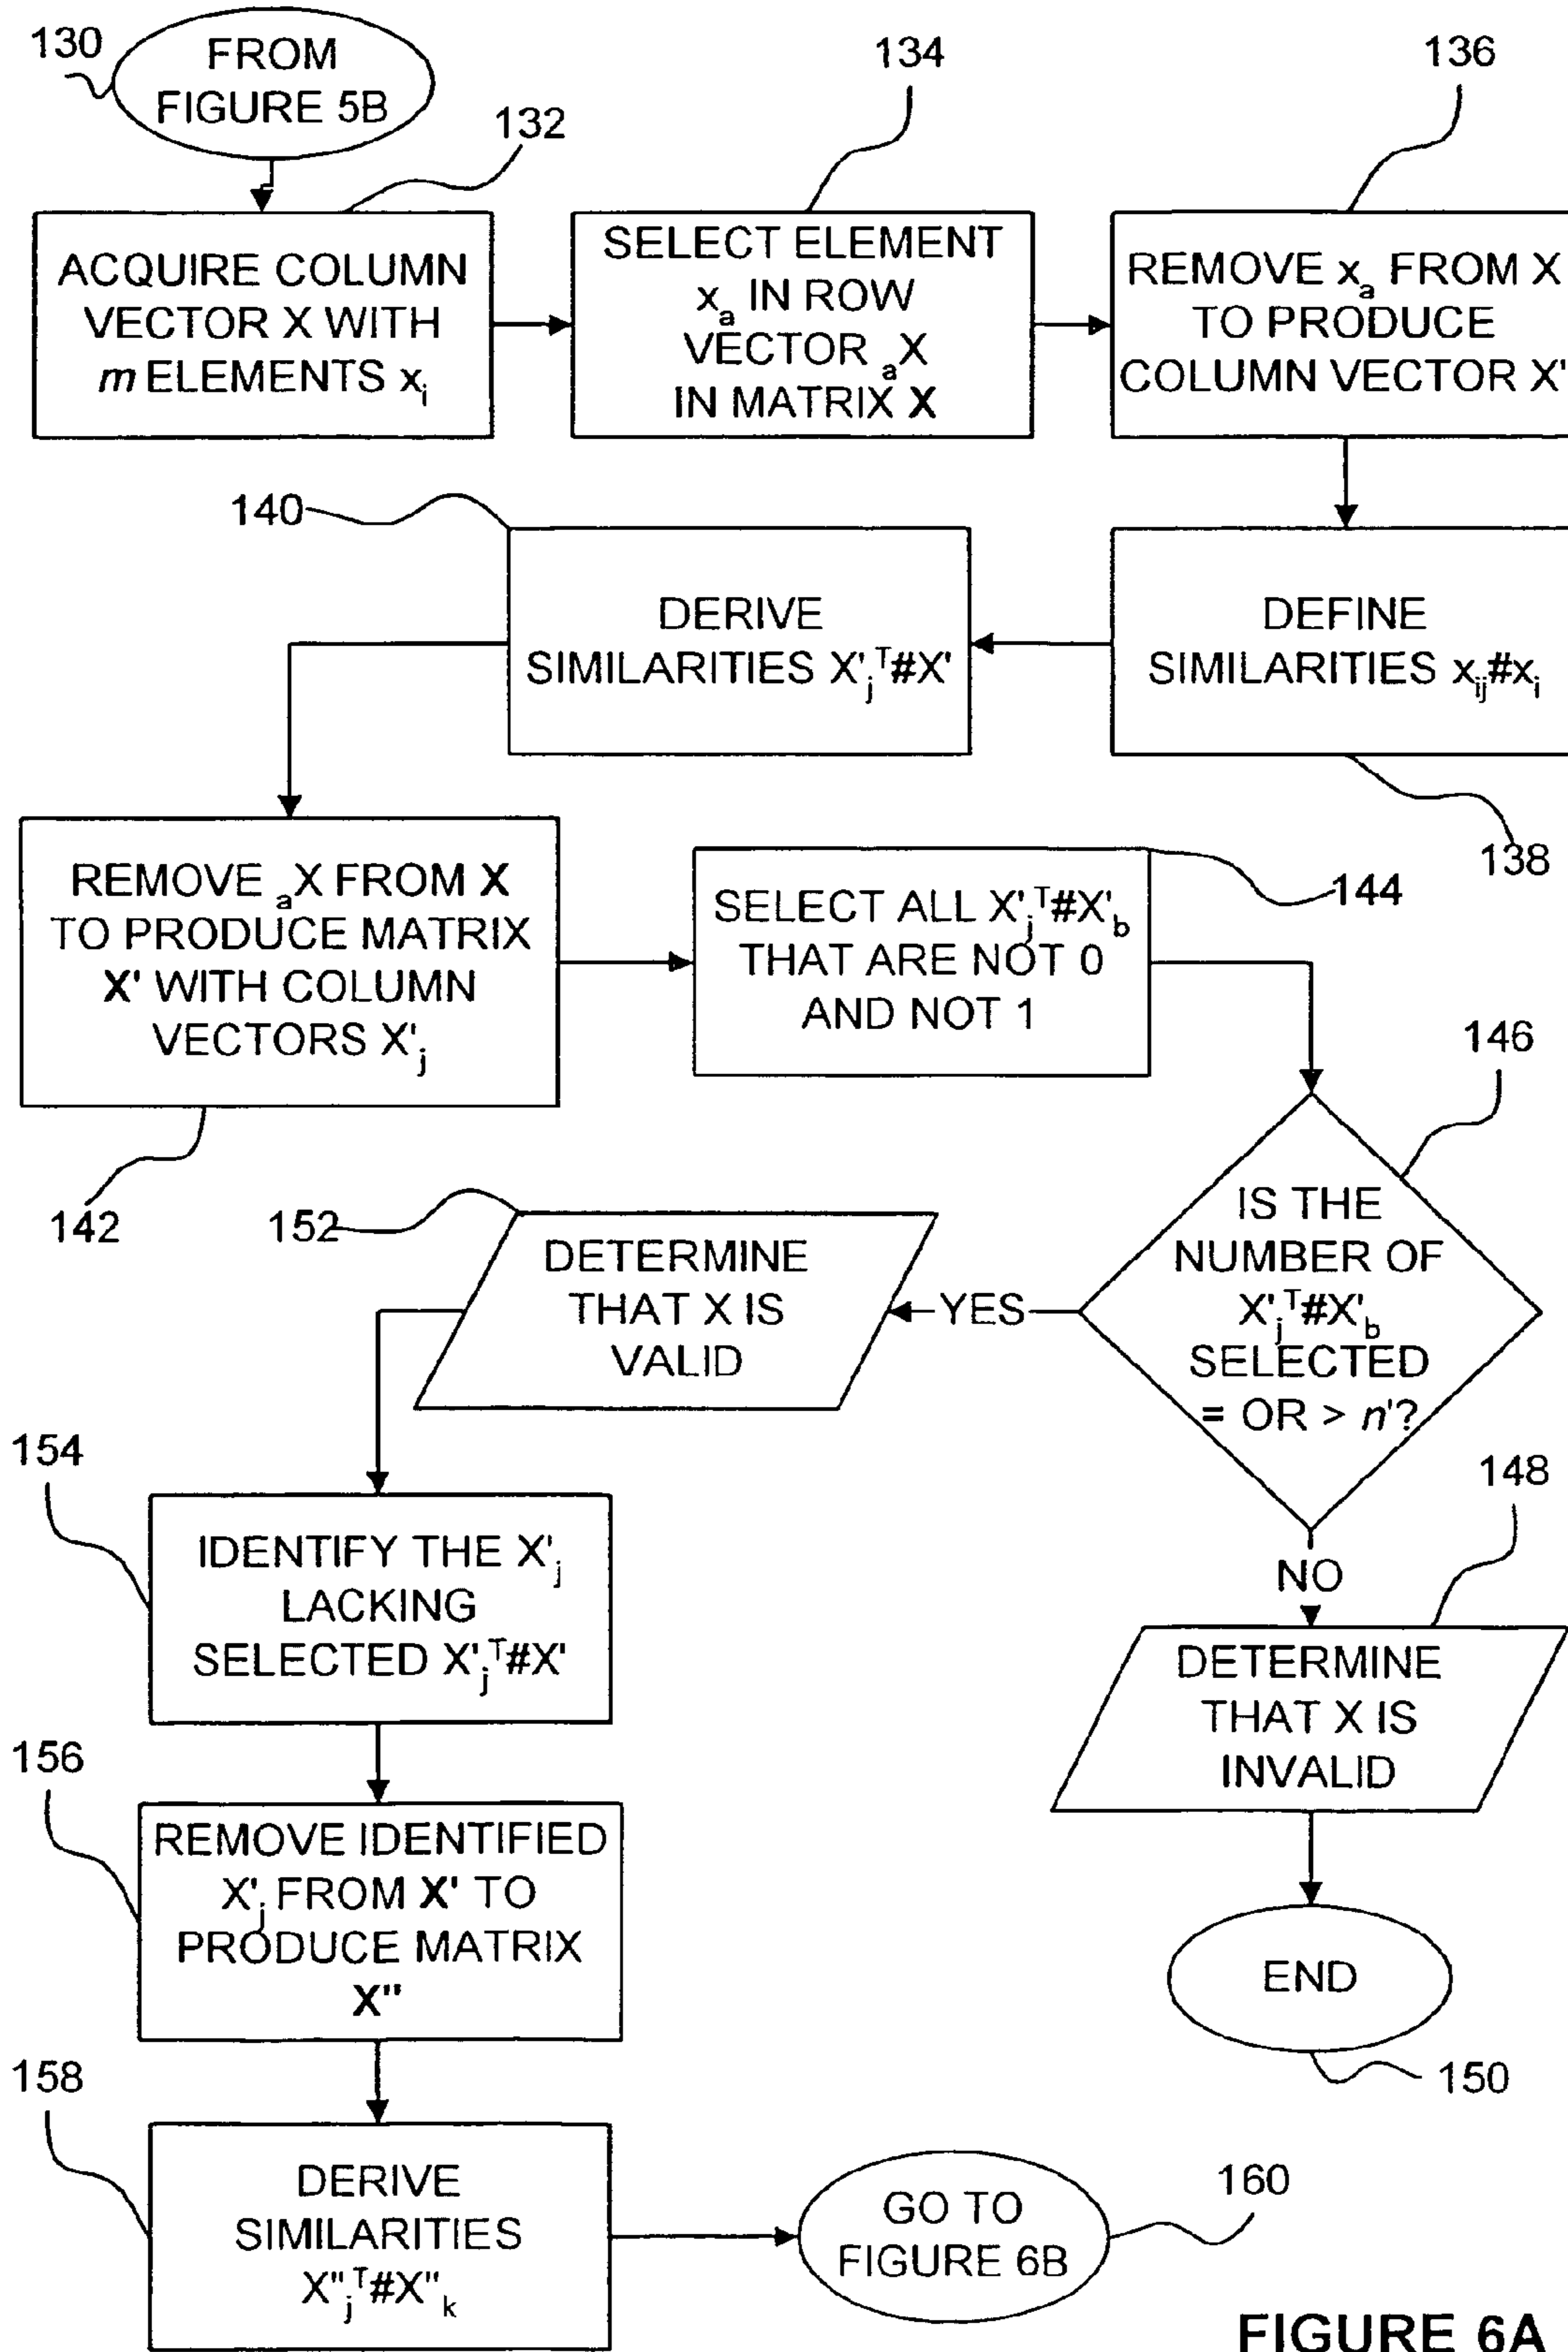 130
FROM
FIGURE 5B
132
134
136
ACQUIRE COLUMN
VECTOR X WITH
m ELEMENTS xi
SELECT ELEMENT
xa IN ROW
VECTOR aX
IN MATRIX X
REMOVE xa FROM X
TO PRODUCE
COLUMN VECTOR X'
140
DERIVE
SIMILARITIES X'jT#X'
DEFINE
SIMILARITIES xij#xi
138
REMOVE aX FROM X
TO PRODUCE MATRIX
X' WITH COLUMN
VECTORS X'j
142
SELECT ALL X'jT#X'b
THAT ARE NOT 0
AND NOT 1
144
146
IS THE
NUMBER OF
X'jT#X'b
SELECTED
= OR > n'?
YES
152
DETERMINE
THAT X IS
VALID
NO
148
DETERMINE
THAT X IS
INVALID
END
150
154
IDENTIFY THE X'j
LACKING
SELECTED X'jT#X'
156
REMOVE IDENTIFIED
X'j FROM X' TO
PRODUCE MATRIX
X"
158
DERIVE
SIMILARITIES
X"jT#X"k
GO TO
FIGURE 6B
160
FIGURE 6A